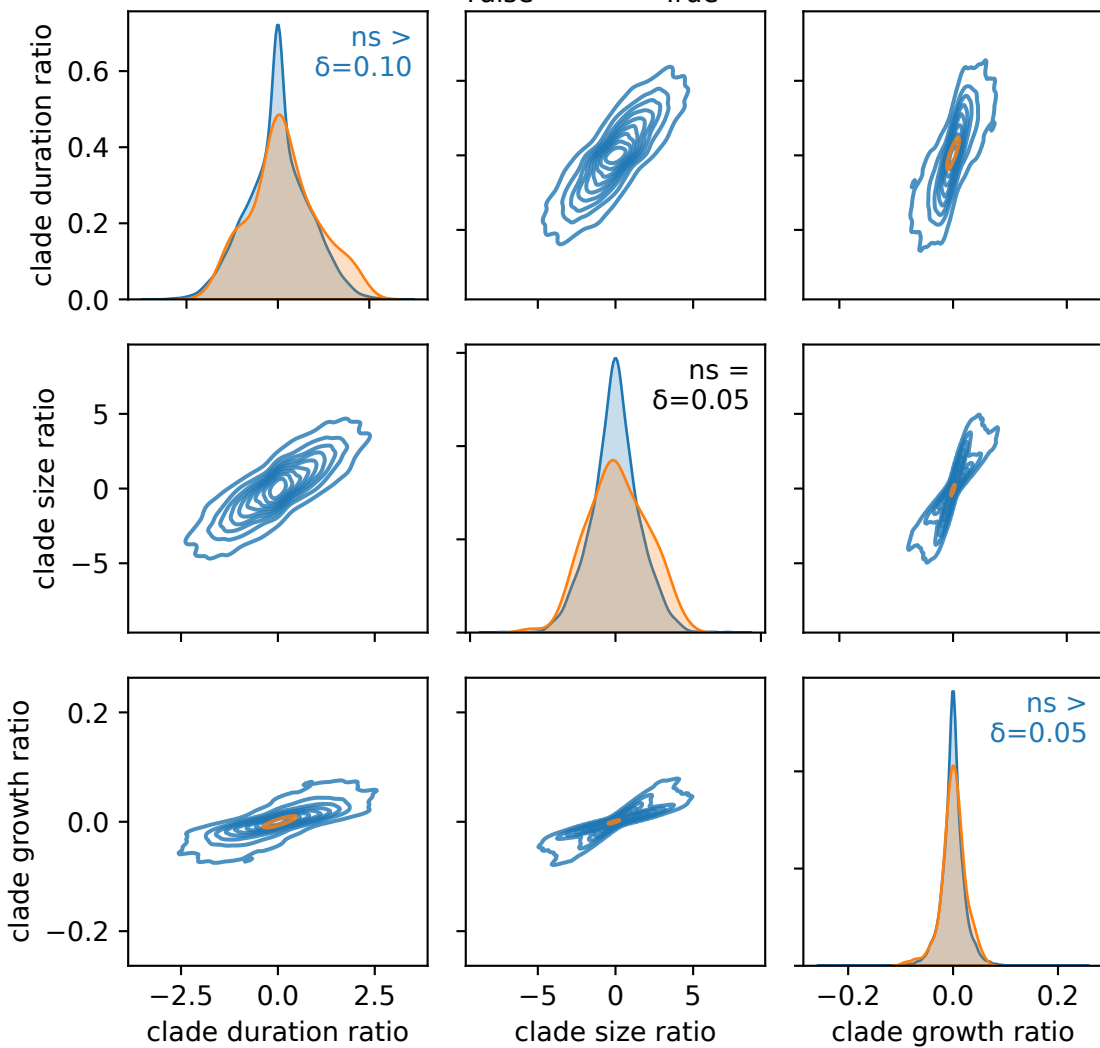 clade duration ratio
0.6
0.4
0.2
0.0
ns >
δ=0.10
clade size ratio
5
0
−5
ns =
δ=0.05
clade growth ratio
0.2
0.0
−0.2
ns >
δ=0.05
−2.5 0.0 2.5
clade duration ratio
−5 0 5
clade size ratio
−0.2 0.0 0.2
clade growth ratio